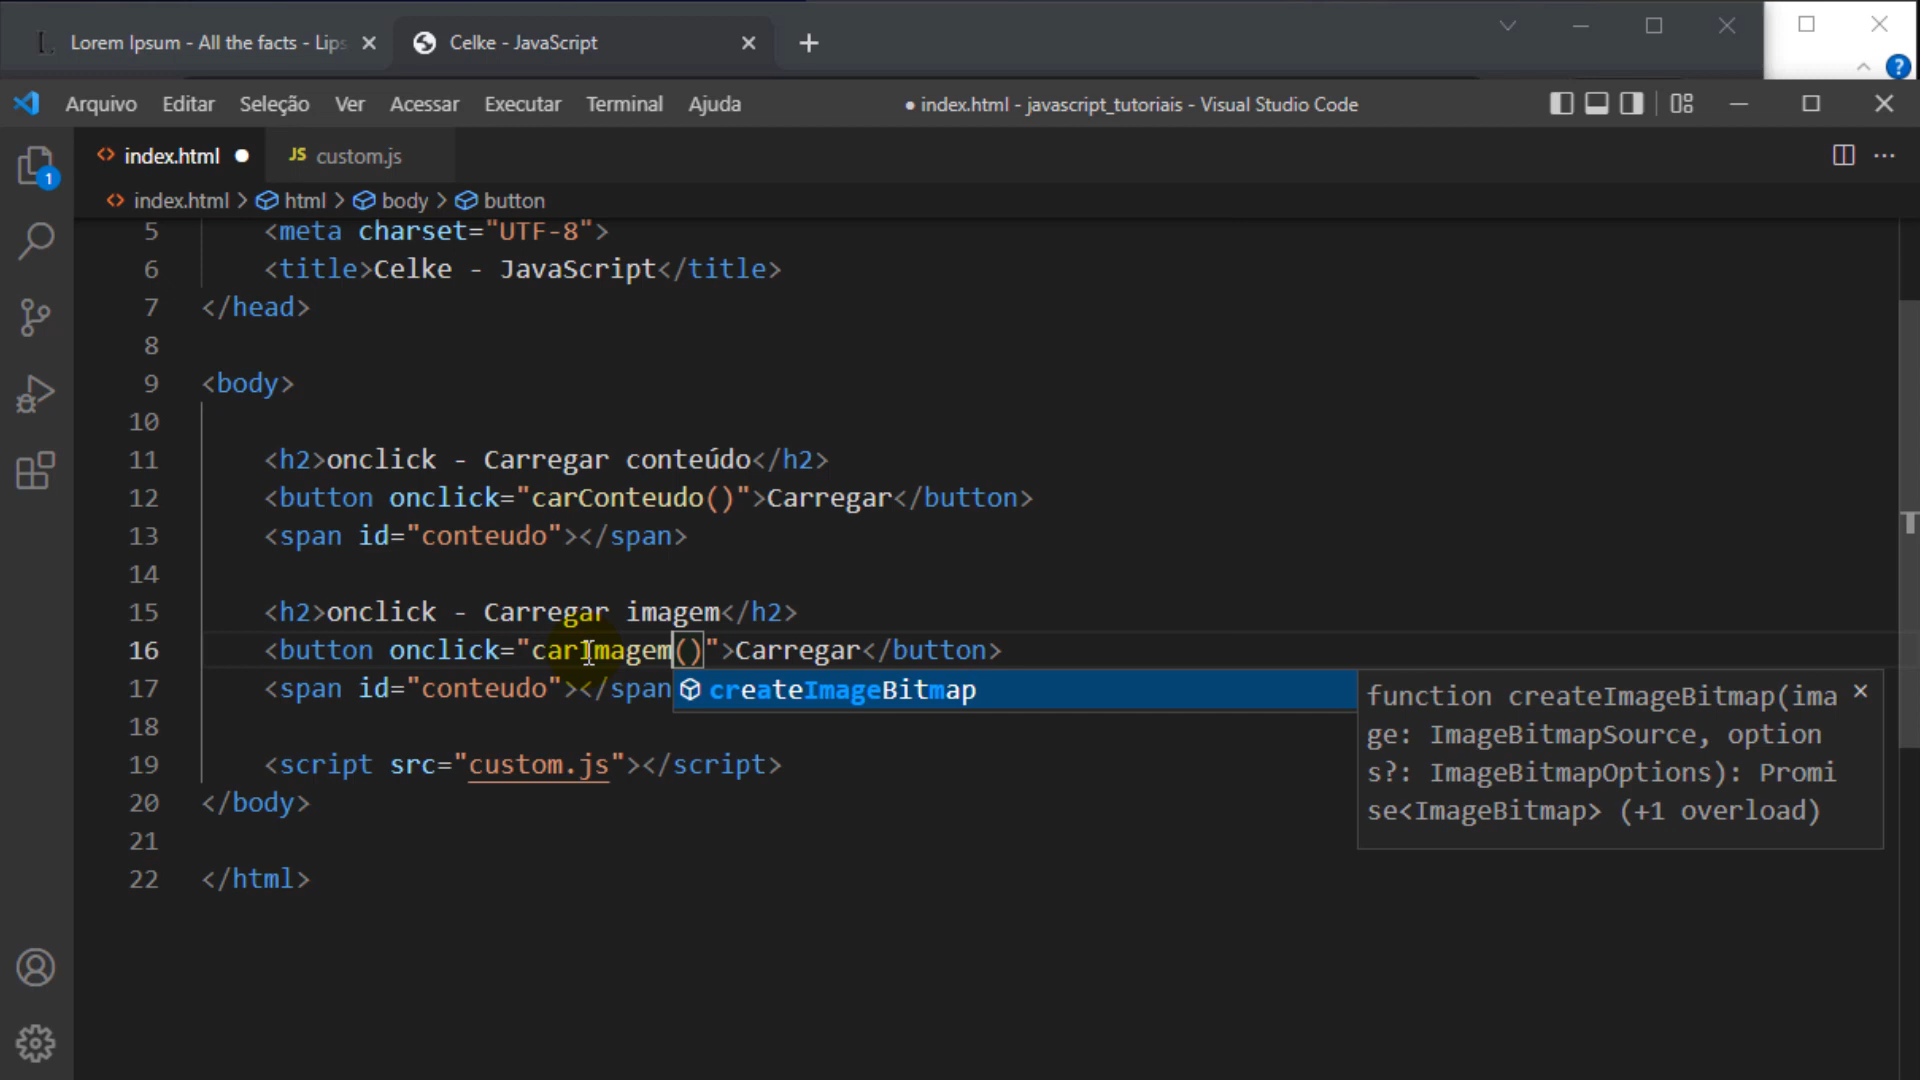 Lorem Ipsum - All the facts - Lips
Celke - JavaScript
Arquivo Editar Seleção Ver Acessar Executar Terminal Ajuda
● index.html - javascript_tutoriais - Visual Studio Code
<> index.html ●
JS custom.js
1
<> index.html > html > body > button
5 <meta charset="UTF-8">
6 <title>Celke - JavaScript</title>
7 </head>
8
9 <body>
10
11 <h2>onclick - Carregar conteúdo</h2>
12 <button onclick="carConteudo()">Carregar</button>
13 <span id="conteudo"></span>
14
15 <h2>onclick - Carregar imagem</h2>
16 <button onclick="carImagem()">Carregar</button>
17 <span id="conteudo"></span
createImageBitmap
function createImageBitmap(ima
ge: ImageBitmapSource, option
s?: ImageBitmapOptions): Promi
se<ImageBitmap> (+1 overload)
18
19 <script src="custom.js"></script>
20 </body>
21
22 </html>